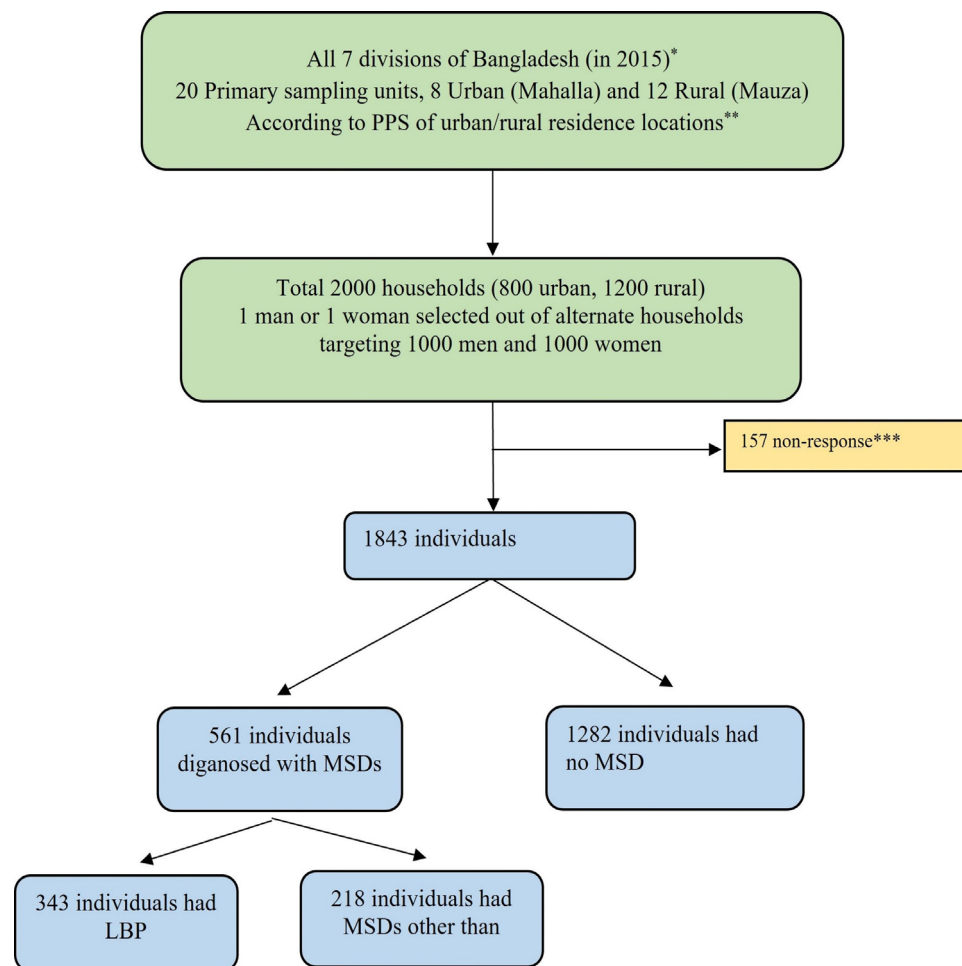 All 7 divisions of Bangladesh (in 2015)*
20 Primary sampling units, 8 Urban (Mahalla) and 12 Rural (Mauza)
According to PPS of urban/rural residence locations**
Total 2000 households (800 urban, 1200 rural)
1 man or 1 woman selected out of alternate households
targeting 1000 men and 1000 women
157 non-response***
1843 individuals
561 individuals
diganosed with MSDs
1282 individuals had
no MSD
343 individuals had
LBP
218 individuals had
MSDs other than